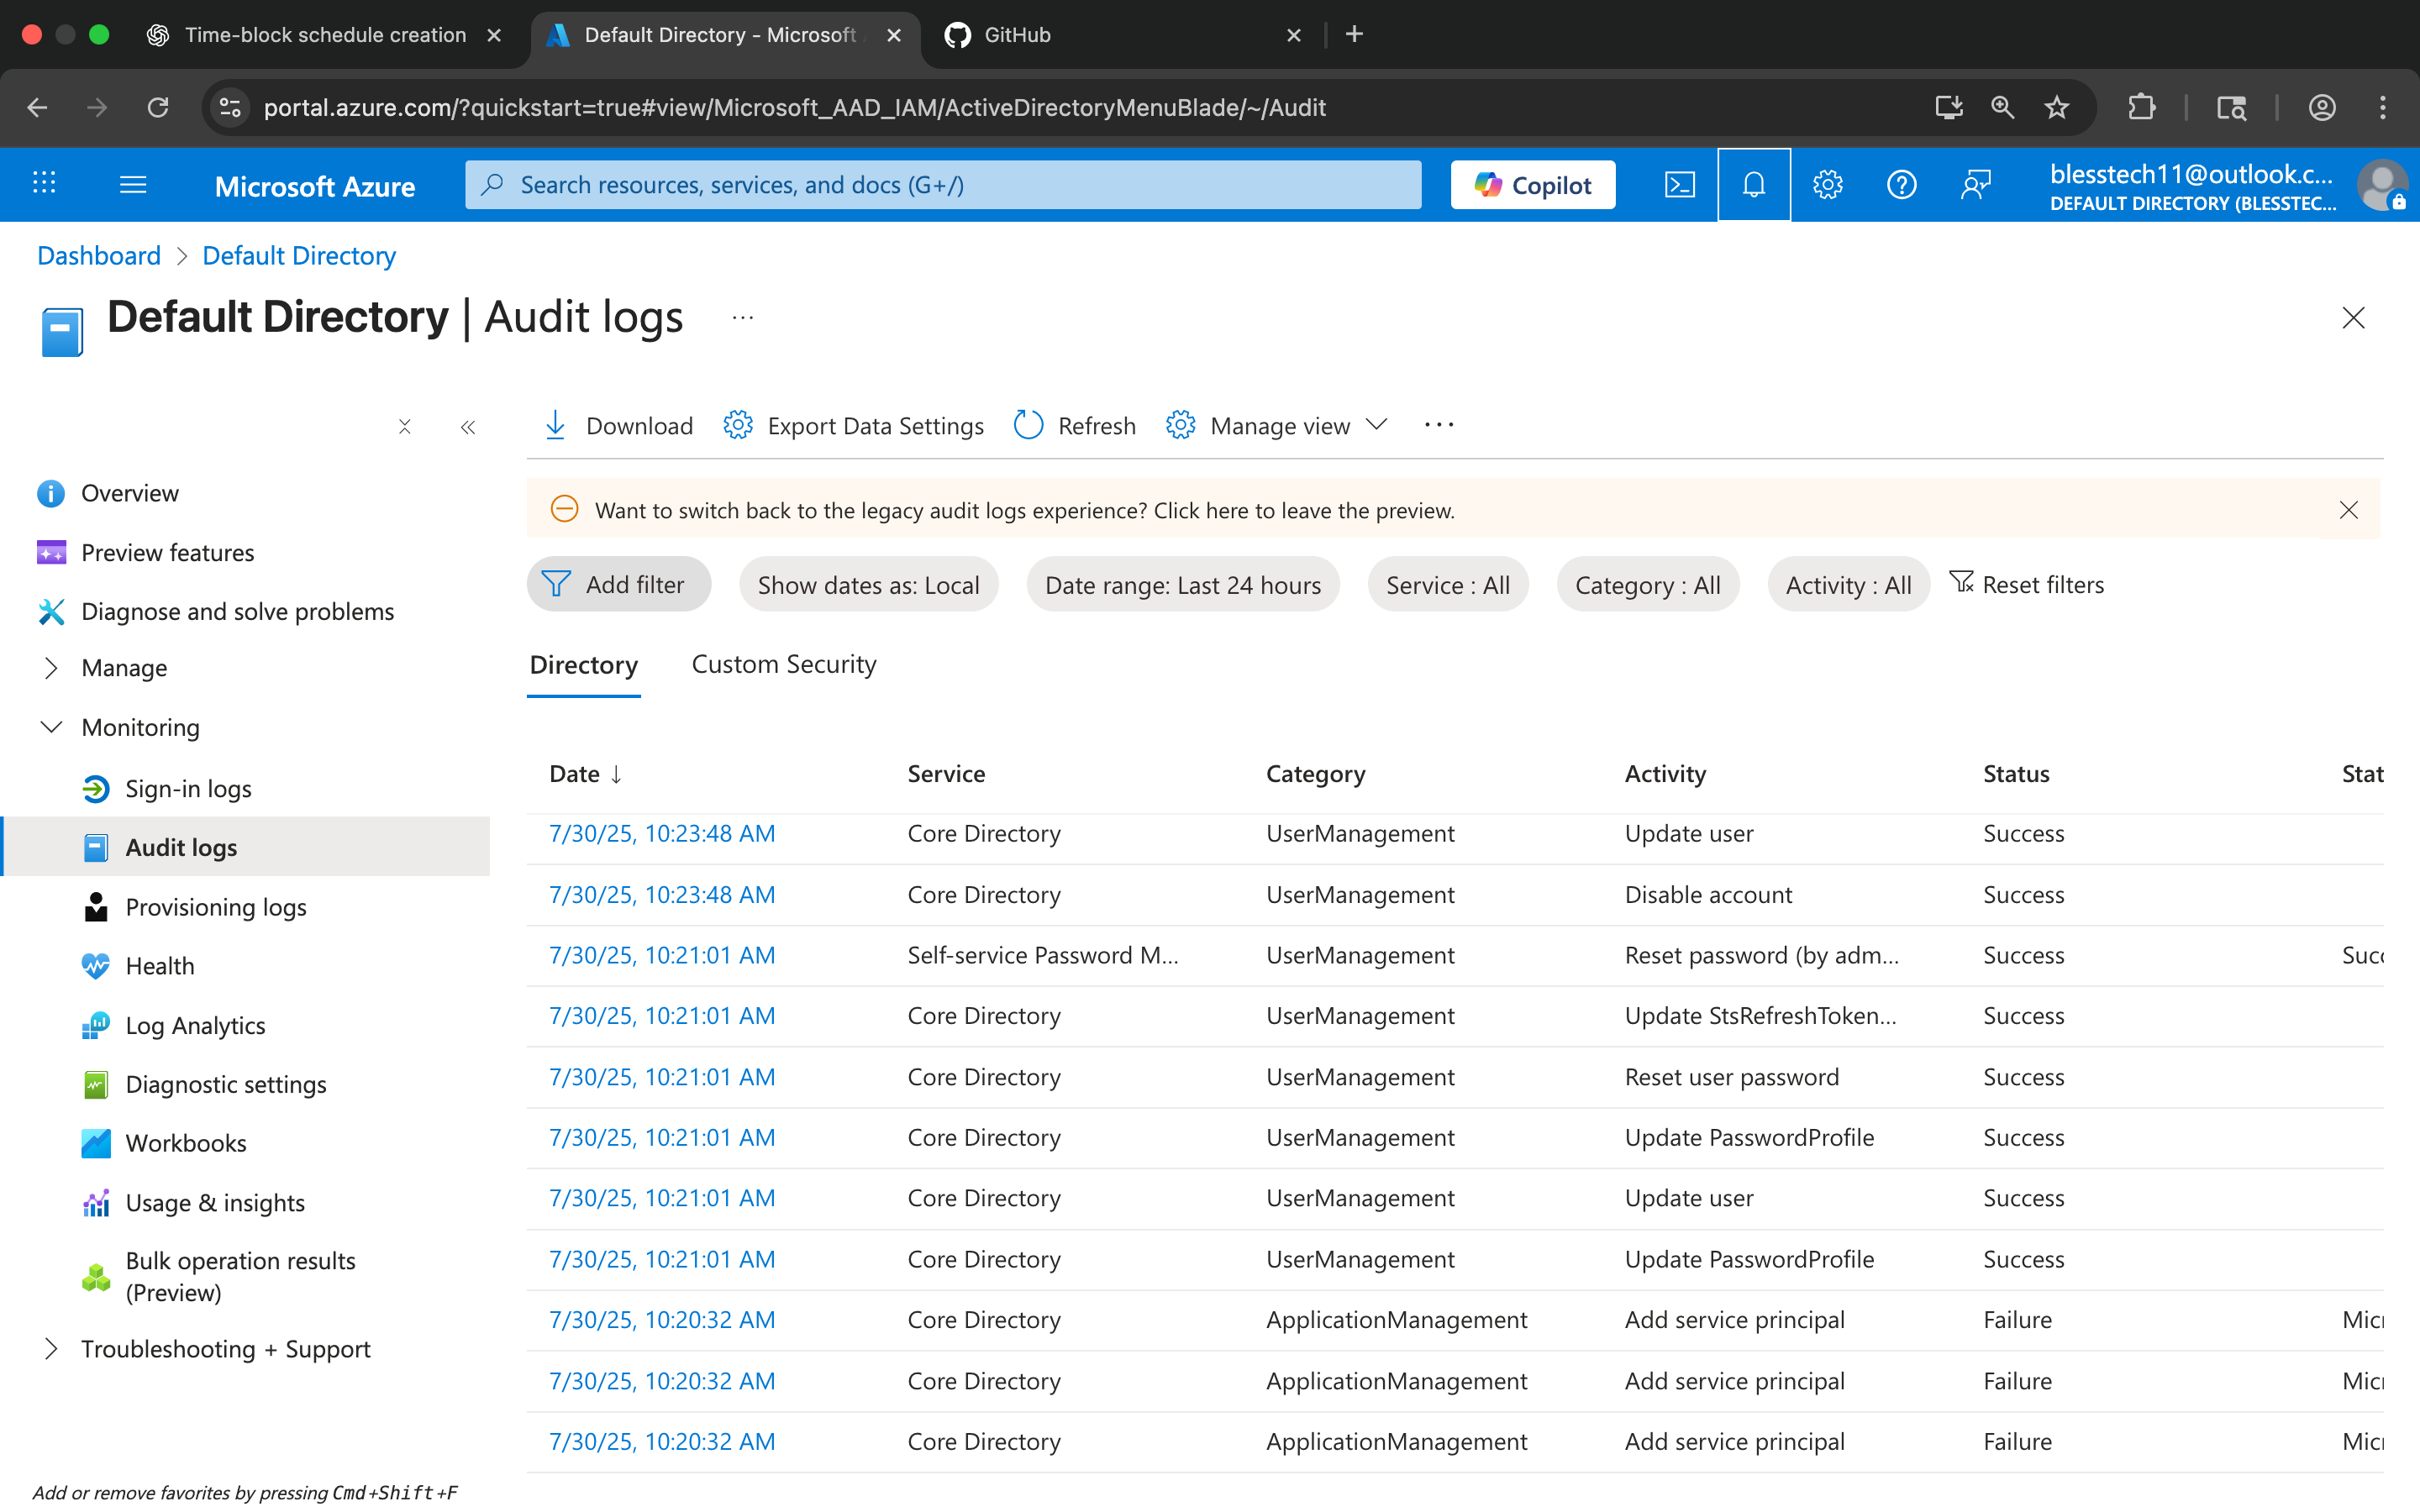 Time-block schedule creation
Default Directory - Microsoft
GitHub
portal.azure.com/?quickstart=true#view/Microsoft_AAD_IAM/ActiveDirectoryMenuBlade/~/Audit
Microsoft Azure
Search resources, services, and docs (G+/)
Copilot
blesstech11@outlook.c...
DEFAULT DIRECTORY (BLESSTEC...
Dashboard > Default Directory
Default Directory | Audit logs ...
Download
Export Data Settings
Refresh
Manage view
Overview
Preview features
Diagnose and solve problems
Manage
Monitoring
Sign-in logs
Audit logs
Provisioning logs
Health
Log Analytics
Diagnostic settings
Workbooks
Usage & insights
Bulk operation results
(Preview)
Troubleshooting + Support
Add or remove favorites by pressing Cmd+Shift+F
Want to switch back to the legacy audit logs experience? Click here to leave the preview.
Add filter
Show dates as: Local
Date range: Last 24 hours
Service : All
Category : All
Activity : All
Reset filters
Directory
Custom Security
Date ↓ Service Category Activity Status Stat
7/30/25, 10:23:48 AM Core Directory UserManagement Update user Success
7/30/25, 10:23:48 AM Core Directory UserManagement Disable account Success
7/30/25, 10:21:01 AM Self-service Password M... UserManagement Reset password (by adm... Success Succ
7/30/25, 10:21:01 AM Core Directory UserManagement Update StsRefreshToken... Success
7/30/25, 10:21:01 AM Core Directory UserManagement Reset user password Success
7/30/25, 10:21:01 AM Core Directory UserManagement Update PasswordProfile Success
7/30/25, 10:21:01 AM Core Directory UserManagement Update user Success
7/30/25, 10:21:01 AM Core Directory UserManagement Update PasswordProfile Success
7/30/25, 10:20:32 AM Core Directory ApplicationManagement Add service principal Failure Micr
7/30/25, 10:20:32 AM Core Directory ApplicationManagement Add service principal Failure Micr
7/30/25, 10:20:32 AM Core Directory ApplicationManagement Add service principal Failure Micr